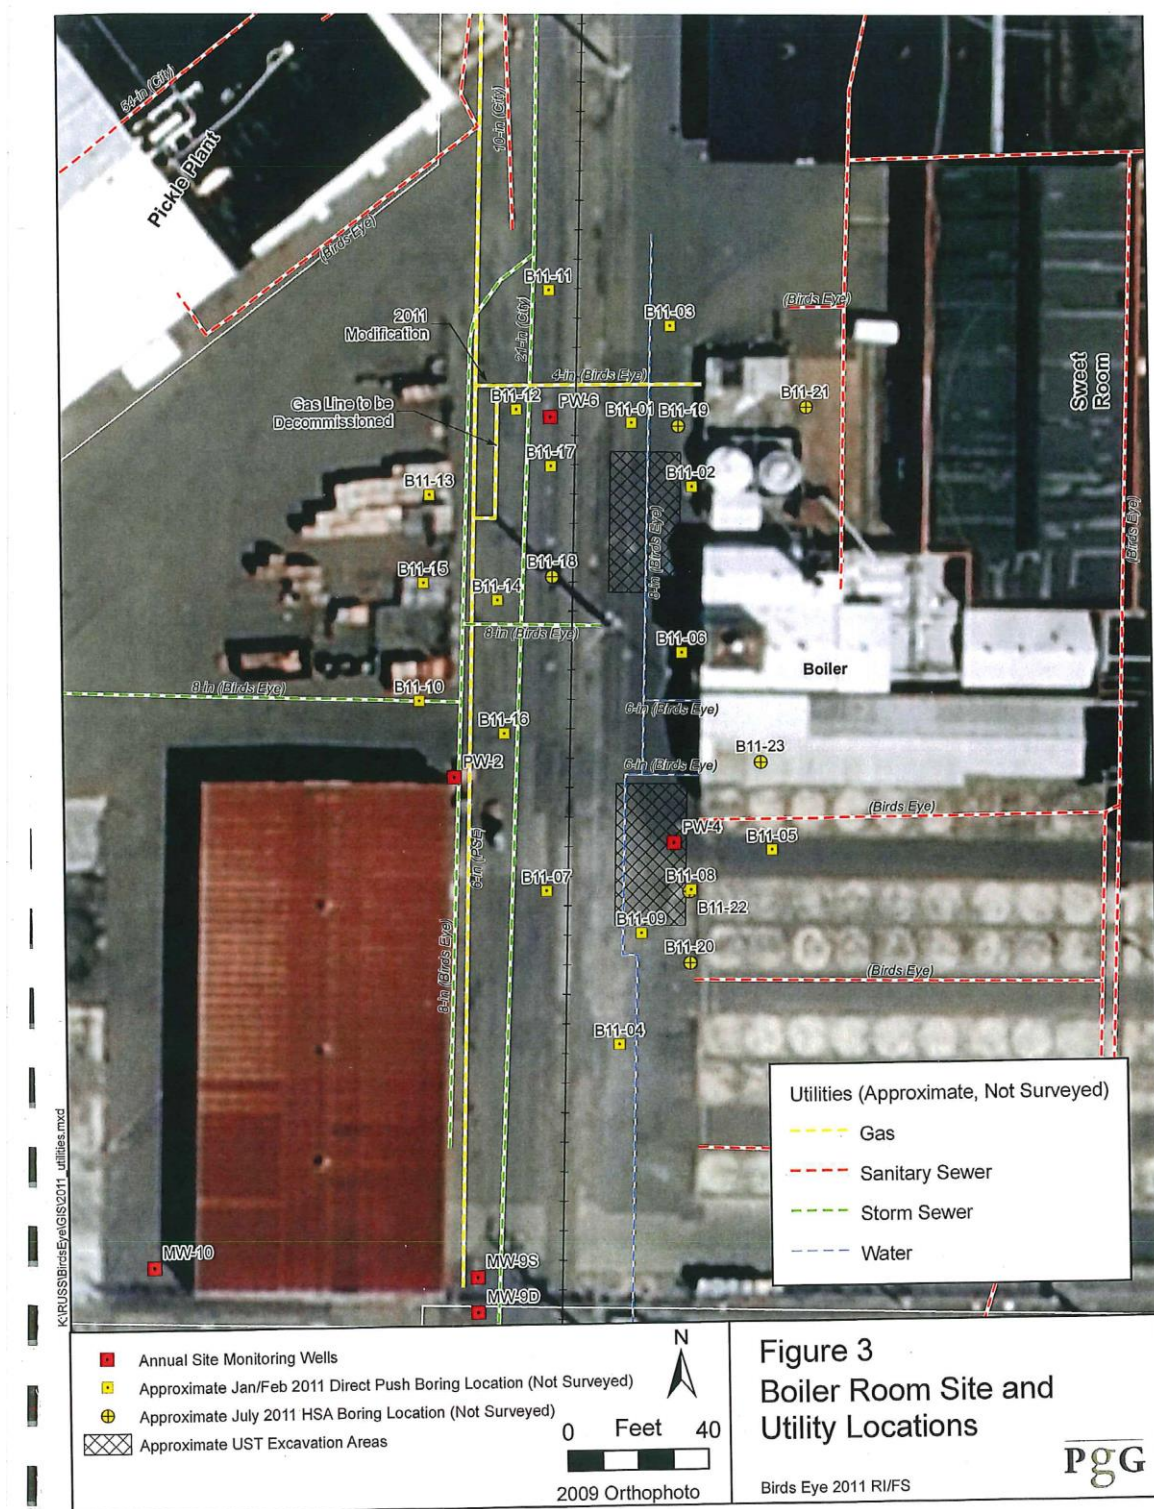 54-in (City)
10-in (City)
Pickle Plant
(Birds Eye)
B11-11
(Birds Eye)
B11-03
2011
Modification
21-in (City)
4-in (Birds Eye)
Sweet
Room
B11-21
Gas Line to be
Decommissioned
B11-12
PW-6
B11-01
B11-19
B11-17
B11-02
B11-13
(Birds Eye)
8-in (Birds Eye)
B11-18
B11-15
B11-14
8-in (Birds Eye)
B11-06
Boiler
8-in (Birds Eye)
B11-10
6-in (Birds Eye)
B11-16
B11-23
PW-2
6-in (Birds Eye)
(Birds Eye)
PW-4
B11-05
6-in (PSE)
B11-07
B11-08
B11-22
B11-09
B11-20
(Birds Eye)
8-in (Birds Eye)
B11-04
Utilities (Approximate, Not Surveyed)
Gas
Sanitary Sewer
Storm Sewer
Water
MW-10
MW-9S
MW-9D
K:\RUSS\BirdsEye\GIS\2011_utilities.mxd
Annual Site Monitoring Wells
Approximate Jan/Feb 2011 Direct Push Boring Location (Not Surveyed)
Approximate July 2011 HSA Boring Location (Not Surveyed)
Approximate UST Excavation Areas
N
0 Feet 40
2009 Orthophoto
Figure 3
Boiler Room Site and
Utility Locations
Birds Eye 2011 RI/FS
PgG